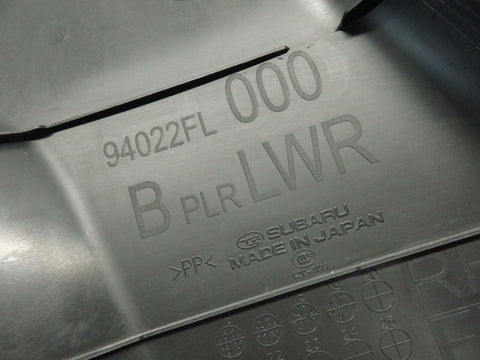 94022FL 000
B PLR LWR
SUBARU
>PP< MADE IN JAPAN